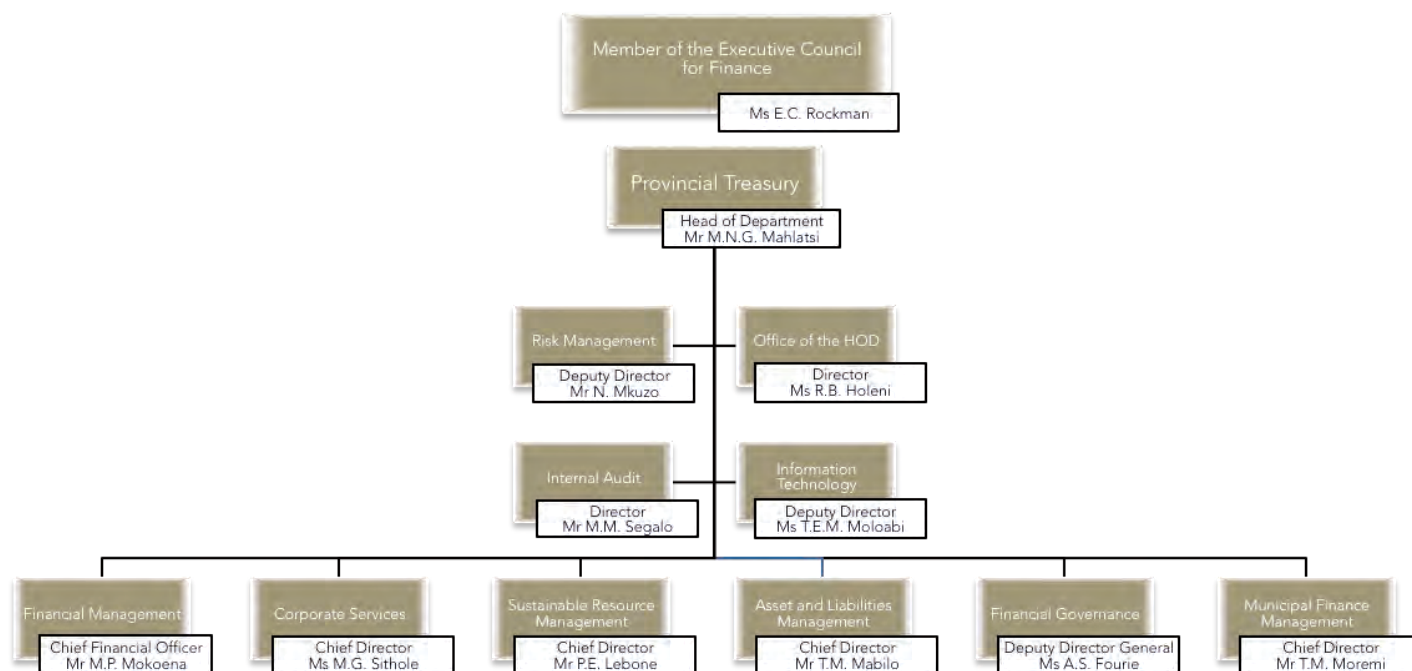 Member of the Executive Council
for Finance
Ms E.C. Rockman
Provincial Treasury
Head of Department
Mr M.N.G. Mahlatsi
Risk Management
Deputy Director
Mr N. Mkuzo
Office of the HOD
Director
Ms R.B. Holeni
Internal Audit
Director
Mr M.M. Segalo
Information
Technology
Deputy Director
Ms T.E.M. Moloabi
Financial Management
Chief Financial Officer
Mr M.P. Mokoena
Corporate Services
Chief Director
Ms M.G. Sithole
Sustainable Resource
Management
Chief Director
Mr P.E. Lebone
Asset and Liabilities
Management
Chief Director
Mr T.M. Mabilo
Financial Governance
Deputy Director General
Ms A.S. Fourie
Municipal Finance
Management
Chief Director
Mr T.M. Moremi